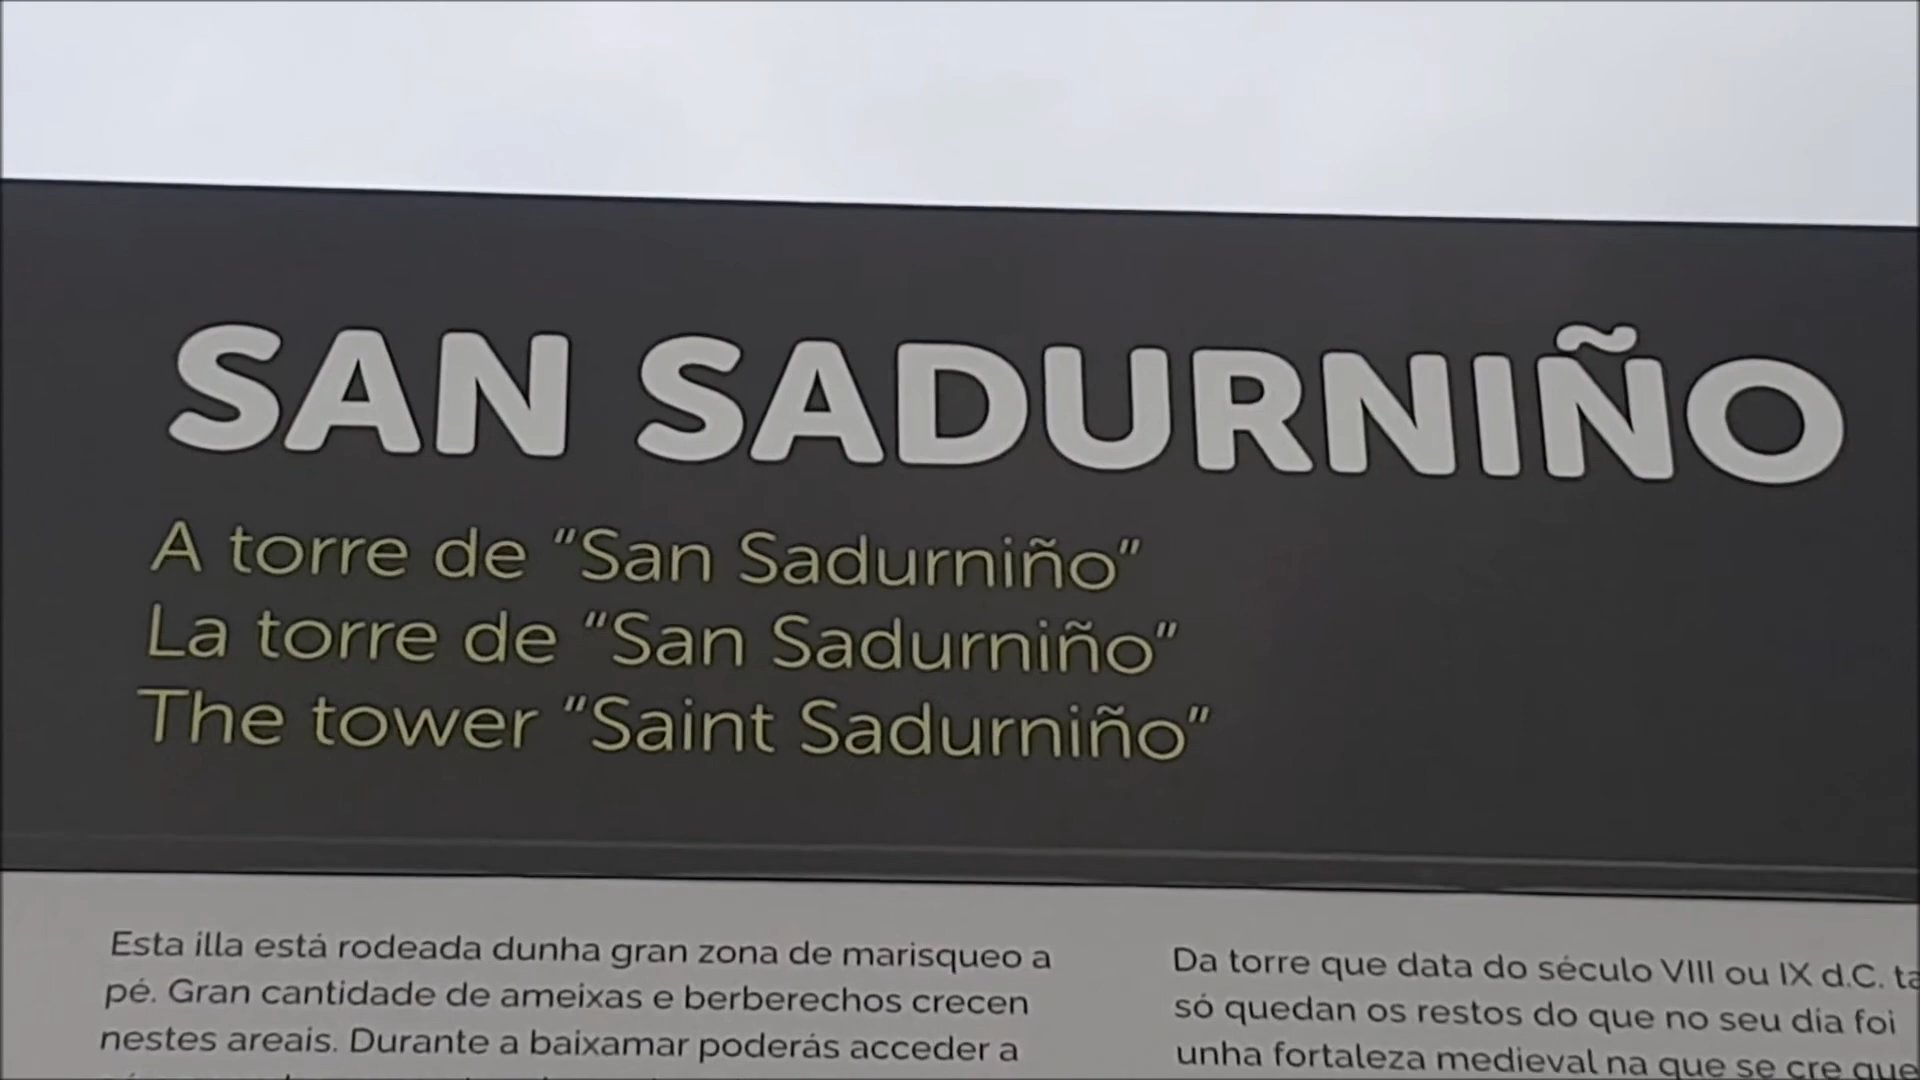 SAN SADURNIÑO
A torre de "San Sadurniño"
La torre de "San Sadurniño"
The tower "Saint Sadurniño"
Esta illa está rodeada dunha gran zona de marisqueo a
pé. Gran cantidade de ameixas e berberechos crecen
nestes areais. Durante a baixamar poderás acceder a
Da torre que data do século VIII ou IX d.C.
só quedan os restos do que no seu día foi
unha fortaleza medieval na que se cre que